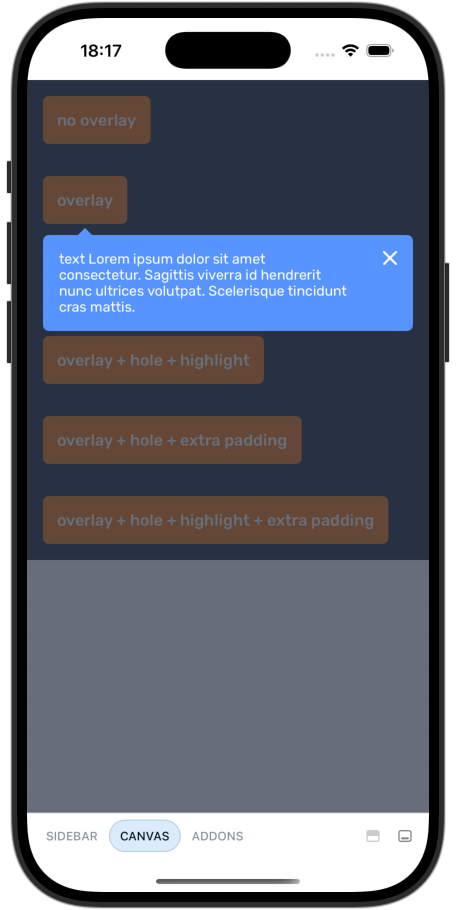 18:17
no overlay
overlay
text Lorem ipsum dolor sit amet
consectetur. Sagittis viverra id hendrerit
nunc ultrices volutpat. Scelerisque tincidunt
cras mattis.
overlay + hole + highlight
overlay + hole + extra padding
overlay + hole + highlight + extra padding
SIDEBAR CANVAS ADDONS